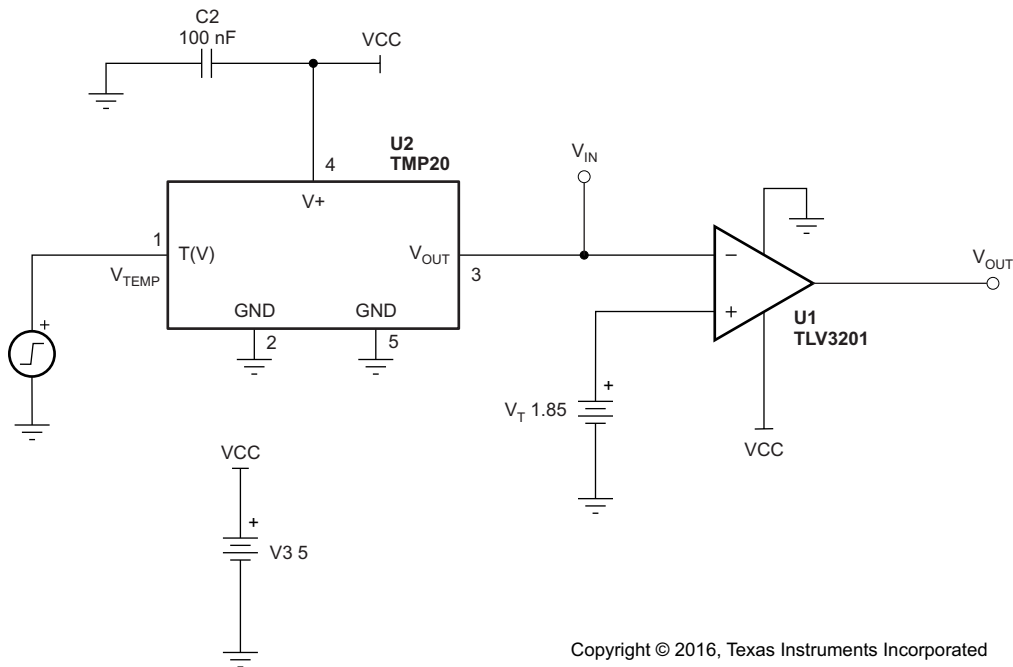 C2
100 nF
VCC
U2
TMP20
4
V+
1
T(V)
V_TEMP
V_OUT
3
GND
GND
2
5
+
V_IN
−
+
U1
TLV3201
V_OUT
+
V_T 1.85
VCC
VCC
+
V3 5
Copyright © 2016, Texas Instruments Incorporated